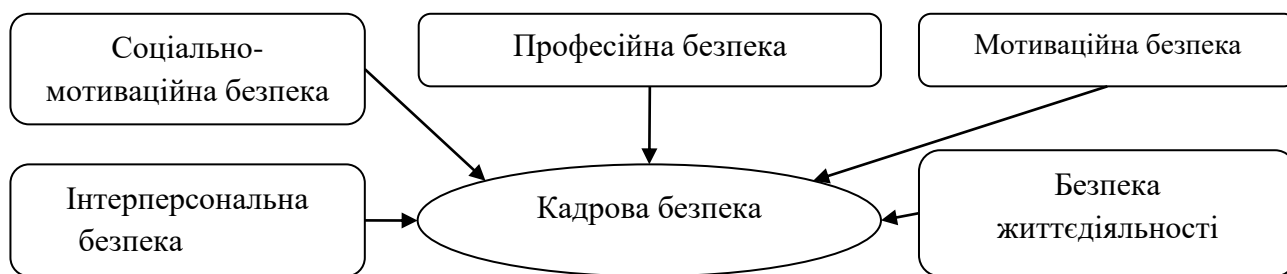 Соціально-
мотиваційна безпека
Професійна безпека
Мотиваційна безпека
Інтерперсональна
безпека
Кадрова безпека
Безпека
життєдіяльності